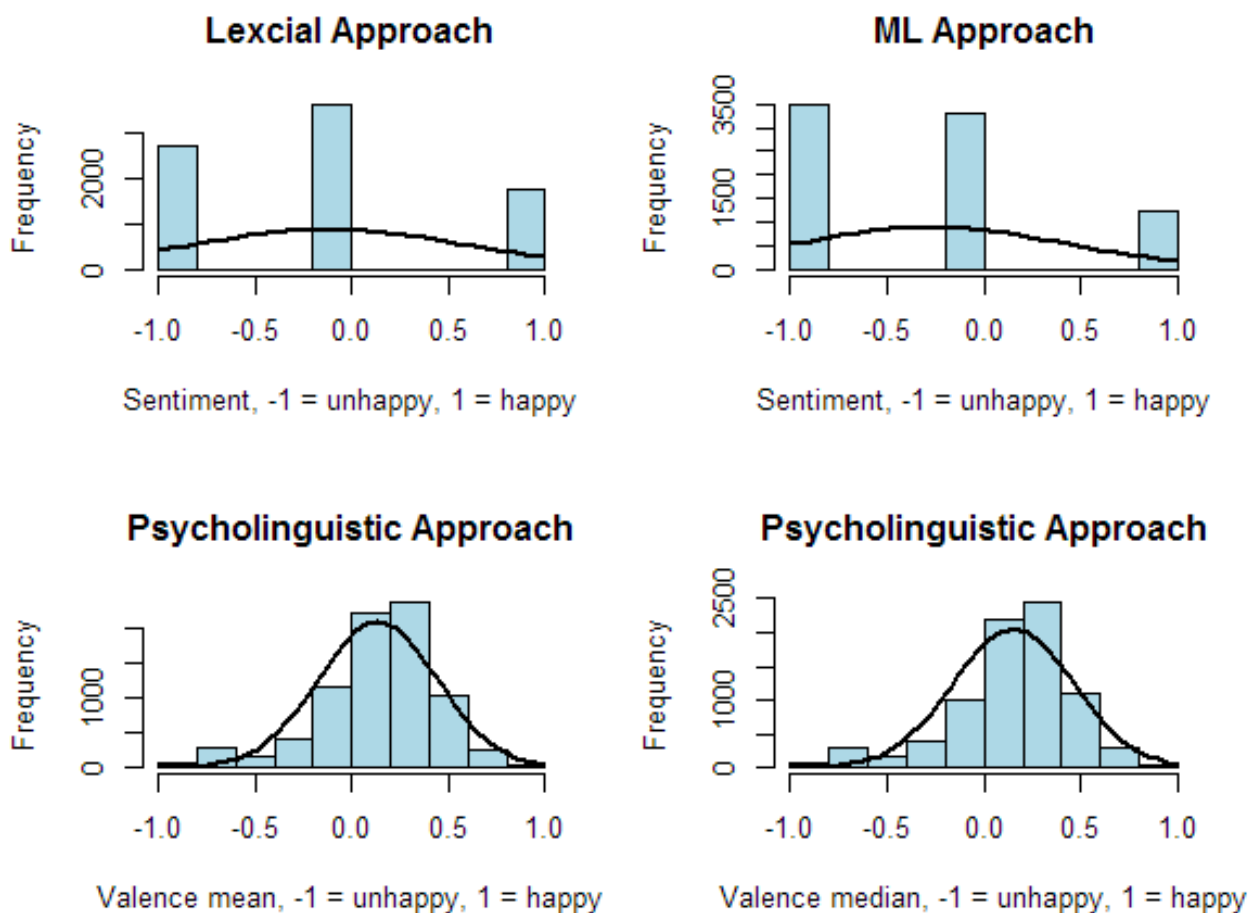 Lexcial Approach
Frequency
0
2000
-1.0 -0.5 0.0 0.5 1.0
Sentiment, -1 = unhappy, 1 = happy
ML Approach
Frequency
0
1500
3500
-1.0 -0.5 0.0 0.5 1.0
Sentiment, -1 = unhappy, 1 = happy
Psycholinguistic Approach
Frequency
0
1000
-1.0 -0.5 0.0 0.5 1.0
Valence mean, -1 = unhappy, 1 = happy
Psycholinguistic Approach
Frequency
0
1000
2500
-1.0 -0.5 0.0 0.5 1.0
Valence median, -1 = unhappy, 1 = happy